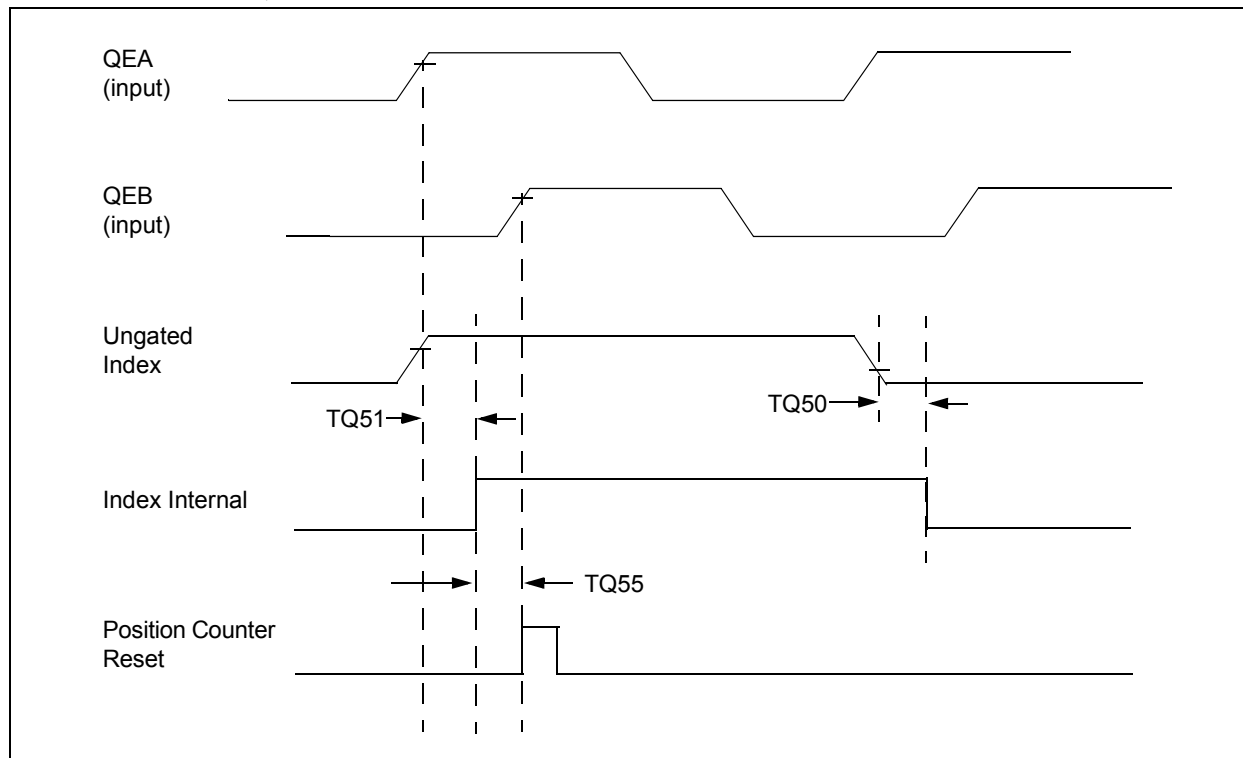 QEA
(input)
QEB
(input)
Ungated
Index
TQ51
TQ50
Index Internal
TQ55
Position Counter
Reset